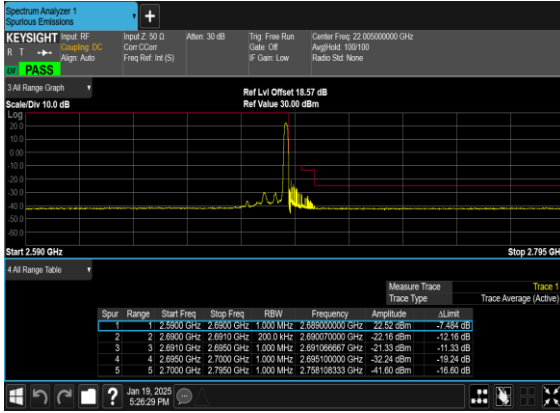 Spectrum Analyzer 1
Spurious Emissions
KEYSIGHT Input: RF Input Z: 50 Ω Atten: 30 dB Trig: Free Run Center Freq: 22.005000000 GHz
R T Coupling: DC Corr CCorr Gate: Off Avg|Hold: 100/100
Align: Auto Freq Ref: Int (S) IF Gain: Low Radio Std: None
PASS
3 All Range Graph
Ref Lvl Offset 18.57 dB
Scale/Div 10.0 dB Ref Value 30.00 dBm
Log
20.0
10.0
0.00
-10.0
-20.0
-30.0
-40.0
-50.0
-60.0
Start 2.590 GHz Stop 2.795 GH
4 All Range Table
Measure Trace Trace 1
Trace Type Trace Average (Active)
Spur Range Start Freq Stop Freq RBW Frequency Amplitude ΔLimit
1 1 2.5900 GHz 2.6900 GHz 1.000 MHz 2.689000000 GHz 22.52 dBm -7.484 dB
2 2 2.6900 GHz 2.6910 GHz 200.0 kHz 2.690070000 GHz -22.16 dBm -12.16 dB
3 3 2.6910 GHz 2.6950 GHz 1.000 MHz 2.691066667 GHz -21.33 dBm -11.33 dB
4 4 2.6950 GHz 2.7000 GHz 1.000 MHz 2.695100000 GHz -32.24 dBm -19.24 dB
5 5 2.7000 GHz 2.7950 GHz 1.000 MHz 2.758108333 GHz -41.60 dBm -16.60 dB
Jan 19, 2025
5:26:29 PM